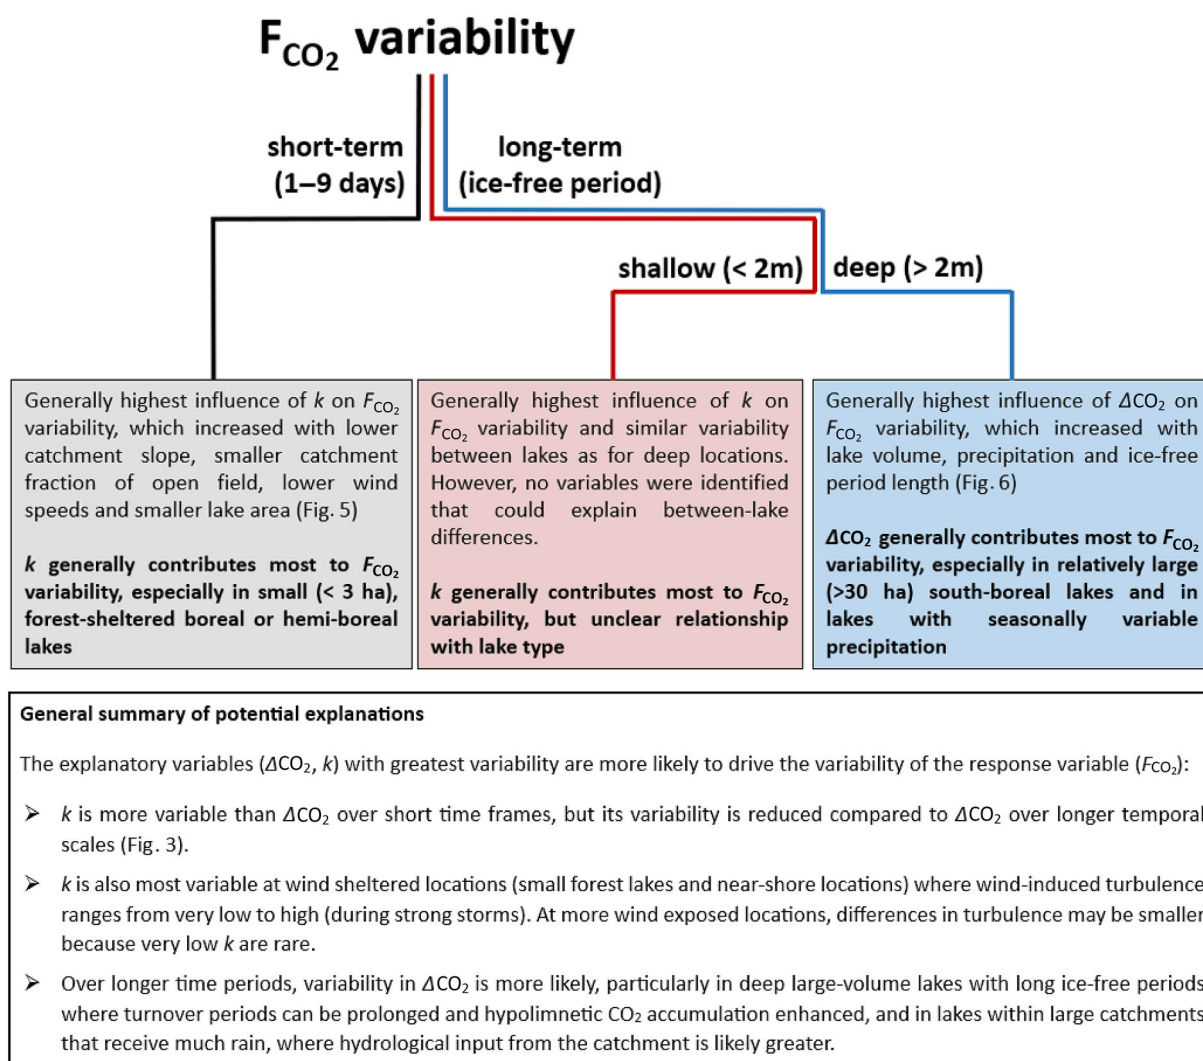 F_CO₂ variability
short-term
(1–9 days)
long-term
(ice-free period)
shallow (< 2m)
deep (> 2m)
Generally highest influence of k on F_CO₂
variability, which increased with lower
catchment slope, smaller catchment
fraction of open field, lower wind
speeds and smaller lake area (Fig. 5)
k generally contributes most to F_CO₂
variability, especially in small (< 3 ha),
forest-sheltered boreal or hemi-boreal
lakes
Generally highest influence of k on
F_CO₂ variability and similar variability
between lakes as for deep locations.
However, no variables were identified
that could explain between-lake
differences.
k generally contributes most to F_CO₂
variability, but unclear relationship
with lake type
Generally highest influence of ΔCO₂ on
F_CO₂ variability, which increased with
lake volume, precipitation and ice-free
period length (Fig. 6)
ΔCO₂ generally contributes most to F_CO₂
variability, especially in relatively large
(>30 ha) south-boreal lakes and in
lakes with seasonally variable
precipitation
General summary of potential explanations
The explanatory variables (ΔCO₂, k) with greatest variability are more likely to drive the variability of the response variable (F_CO₂):
➢ k is more variable than ΔCO₂ over short time frames, but its variability is reduced compared to ΔCO₂ over longer temporal
scales (Fig. 3).
➢ k is also most variable at wind sheltered locations (small forest lakes and near-shore locations) where wind-induced turbulence
ranges from very low to high (during strong storms). At more wind exposed locations, differences in turbulence may be smaller
because very low k are rare.
➢ Over longer time periods, variability in ΔCO₂ is more likely, particularly in deep large-volume lakes with long ice-free periods
where turnover periods can be prolonged and hypolimnetic CO₂ accumulation enhanced, and in lakes within large catchments
that receive much rain, where hydrological input from the catchment is likely greater.